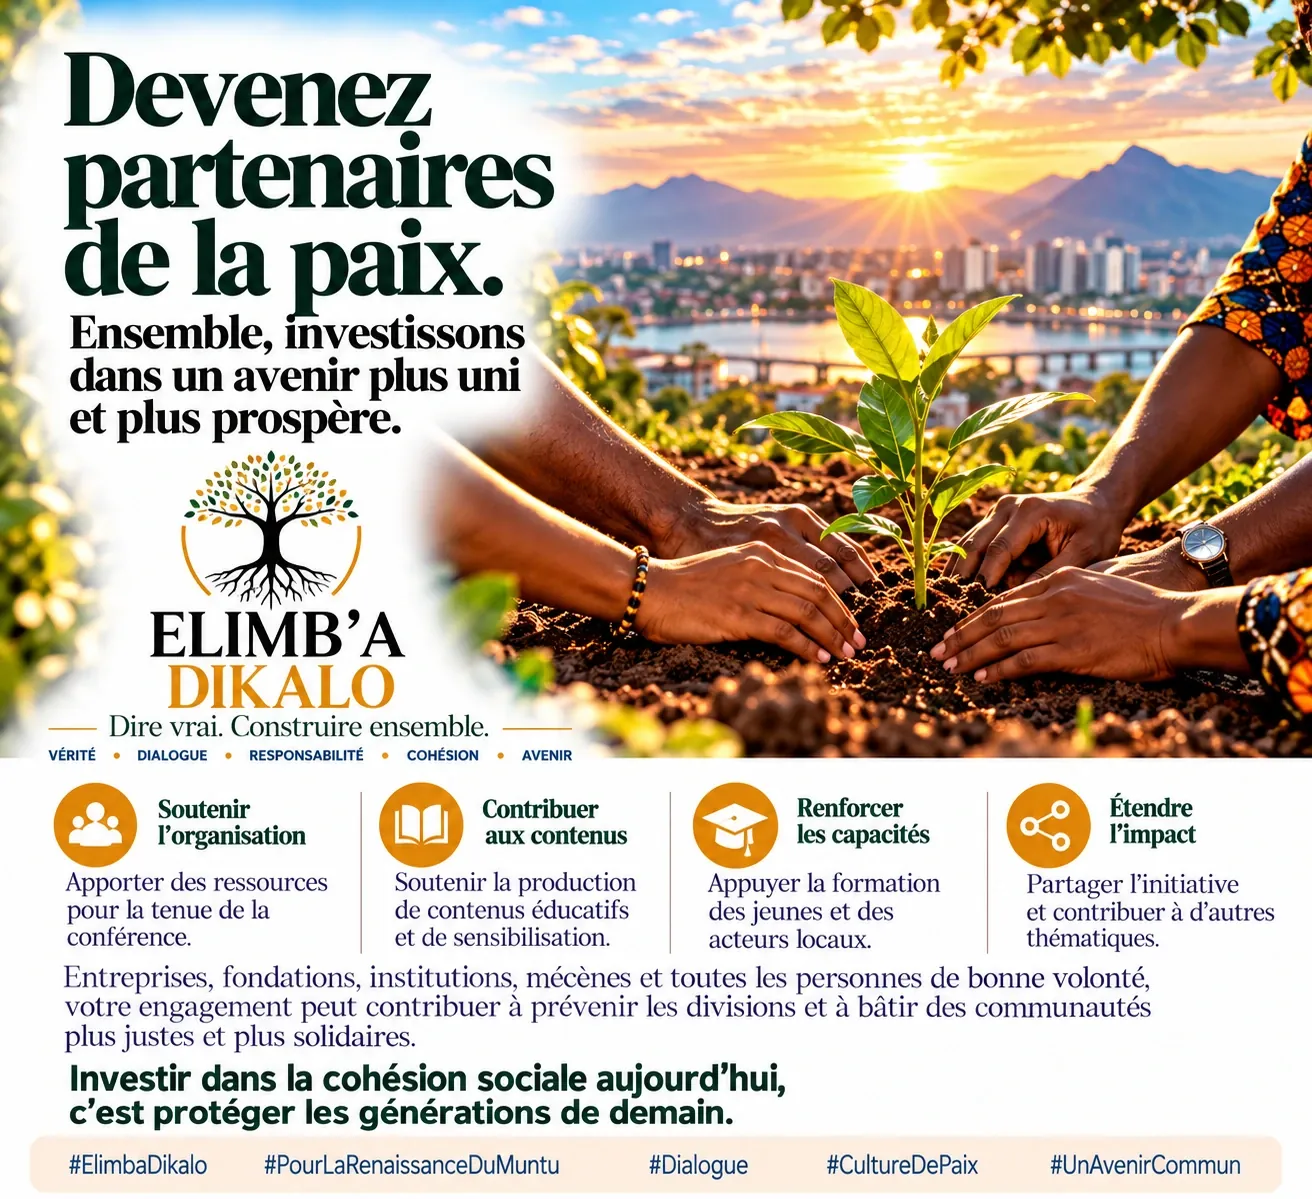 Devenez
partenaires
de la paix.
Ensemble, investissons
dans un avenir plus uni
et plus prospère.
ELIMB'A
DIKALO
Dire vrai. Construire ensemble.
VÉRITÉ • DIALOGUE • RESPONSABILITÉ • COHÉSION • AVENIR
Soutenir
l'organisation
Apporter des ressources
pour la tenue de la
conférence.
Contribuer
aux contenus
Soutenir la production
de contenus éducatifs
et de sensibilisation.
Renforcer
les capacités
Appuyer la formation
des jeunes et des
acteurs locaux.
Étendre
l'impact
Partager l'initiative
et contribuer à d'autres
thématiques.
Entreprises, fondations, institutions, mécènes et toutes les personnes de bonne volonté,
votre engagement peut contribuer à prévenir les divisions et à bâtir des communautés
plus justes et plus solidaires.
Investir dans la cohésion sociale aujourd'hui,
c'est protéger les générations de demain.
#ElimbaDikalo #PourLaRenaissanceDuMuntu #Dialogue #CultureDePaix #UnAvenirCommun